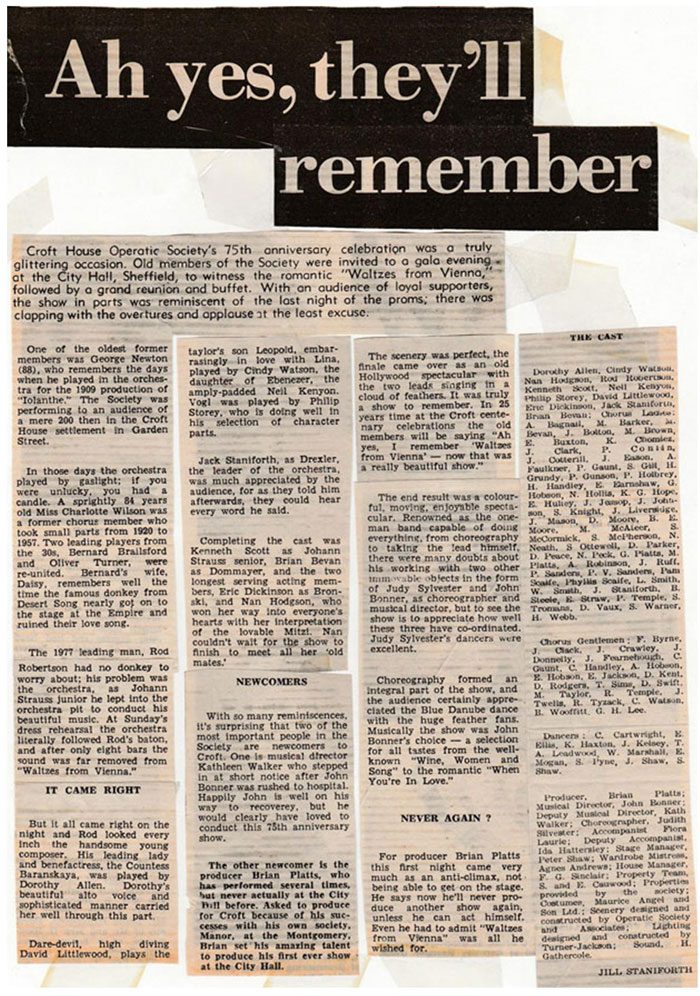 Ah yes, they'll
remember
Croft House Operatic Society's 75th anniversary celebration was a truly
glittering occasion. Old members of the Society were invited to a gala evening
at the City Hall, Sheffield, to witness the romantic "Waltzes from Vienna,"
followed by a grand reunion and buffet. With an audience of loyal supporters,
the show in parts was reminiscent of the last night of the proms; there was
clapping with the overtures and applause at the least excuse.
One of the oldest former
members was George Newton
(88), who remembers the days
when he played in the orches-
tra for the 1909 production of
"Iolanthe." The Society was
performing to an audience of
a mere 200 then in the Croft
House settlement in Garden
Street.
In those days the orchestra
played by gaslight; if you
were unlucky, you had a
candle. A sprightly 84 years
old Miss Charlotte Wilson was
a former chorus member who
took small parts from 1920 to
1957. Two leading players from
the 30s, Bernard Brailsford
and Oliver Turner, were
re-united. Bernard's wife,
Daisy, remembers well the
time the famous donkey from
Desert Song nearly got on to
the stage at the Empire and
ruined their love song.
The 1977 leading man, Rod
Robertson had no donkey to
worry about; his problem was
the orchestra, as Johann
Strauss junior he lept into the
orchestra pit to conduct his
beautiful music. At Sunday's
dress rehearsal the orchestra
literally followed Rod's baton,
and after only eight bars the
sound was far removed from
"Waltzes from Vienna."
IT CAME RIGHT
But it all came right on the
night and Rod looked every
inch the handsome young
composer. His leading lady
and benefactress, the Countess
Baranskaya, was played by
Dorothy Allen. Dorothy's
beautiful alto voice and
sophisticated manner carried
her well through this part.
Dare-devil, high diving
David Littlewood, plays the
taylor's son Leopold, embar-
rasingly in love with Lina,
played by Cindy Watson, the
daughter of Ebenezer, the
amply-padded Neil Kenyon.
Vogl was played by Philip
Storey, who is doing well in
his selection of character
parts.
Jack Staniforth, as Drexler,
the leader of the orchestra,
was much appreciated by the
audience, for as they told him
afterwards, they could hear
every word he said.
Completing the cast was
Kenneth Scott as Johann
Strauss senior, Brian Bevan
as Dommayer, and the two
longest serving acting mem-
bers, Eric Dickinson as Bron-
ski, and Nan Hodgson, who
won her way into everyone's
hearts with her interpretation
of the lovable Mitzi. Nan
couldn't wait for the show to
finish to meet all her 'old
mates.'
NEWCOMERS
With so many reminiscences,
it's surprising that two of the
most important people in the
Society are newcomers to
Croft. One is musical director
Kathleen Walker who stepped
in at short notice after John
Bonner was rushed to hospital.
Happily John is well on his
way to recoverey, but he
would clearly have loved to
conduct this 75th anniversary
show.
The other newcomer is the
producer Brian Platts, who
has performed several times,
but never actually at the City
Hall before. Asked to produce
for Croft because of his suc-
cesses with his own society,
Manor, at the Montgomery,
Brian set his amazing talent
to produce his first ever show
at the City Hall.
The scenery was perfect, the
finale came over as an old
Hollywood spectacular with
the two leads singing in a
cloud of feathers. It was truly
a show to remember. In 25
years time at the Croft cente-
nary celebrations the old
members will be saying "Ah
yes, I remember 'Waltzes
from Vienna' — now that was
a really beautiful show."
The end result was a colour-
ful, moving, enjoyable specta-
cular. Renowned as the one-
man band capable of doing
everything, from choreography
to taking the lead himself,
there were many doubts about
his working with two other
immovable objects in the form
of Judy Sylvester and John
Bonner, as choreographer and
musical director, but to see the
show is to appreciate how well
these three have co-ordinated.
Judy Sylvester's dancers were
excellent.
Choreography formed an
integral part of the show, and
the audience certainly appre-
ciated the Blue Danube dance
with the huge feather fans.
Musically the show was John
Bonner's choice — a selection
for all tastes from the well-
known "Wine, Women and
Song" to the romantic "When
You're In Love."
NEVER AGAIN ?
For producer Brian Platts
this first night came very
much as an anti-climax, not
being able to get on the stage.
He says now he'll never pro-
duce another show again,
unless he can act himself.
Even he had to admit "Waltzes
from Vienna" was all he
wished for.
THE CAST
Dorothy Allen, Cindy Watson,
Nan Hodgson, Rod Robertson,
Kenneth Scott, Neil Kenyon,
Philip Storey, David Littlewood,
Eric Dickinson, Jack Staniforth,
Brian Bevan; Chorus Ladies:
A. Bagnall, M. Barker, M.
Bevan, J. Bolton, M. Brown,
E. Buxton, K. Chomicz,
J. Clark, P. Conlin,
J. Cotterill, J. Eason, A.
Faulkner, P. Gaunt, S. Gill, H.
Grundy, P. Gunson, P. Holbrey,
H. Handley, E. Earnshaw, G.
Hobson, N. Hollis, K. G. Hope,
E. Hulley, J. Jessop, J. John-
son, S. Knight, J. Liversidge,
J. Mason, D. Moore, H. E.
Moore, M. McAteer, S.
McCormick, S. McPherson, N.
Neath, S. Ottewell, D. Parker,
D. Peace, N. Peck, G. Platts, M.
Platts, A. Robinson, J. Ruff,
P. Sanders, P. V. Sanders, Pam
Scaife, Phyllis Scaife, L. Smith,
W. Smith, J. Staniforth, B.
Steele, E. Straw, P. Temple, S.
Tromans, D. Vaux, S. Warner,
H. Webb.
Chorus Gentlemen; F. Byrne,
J. Clack, J. Crawley, J.
Donnelly, J. Fearnehough, C.
Gaunt, C. Handley, A. Hobson,
E. Hobson, E. Jackson, D. Kent,
D. Rodgers, T. Sims, D. Swift,
M. Taylor, R. Temple, J.
Twells, R. Tyzack, C. Watson,
B. Wooffitt, G. H. Lee.
Dancers; C. Cartwright, E.
Ellis, K. Haxton, J. Kelsey, T.
A. Leadwood, W. Marshall, E.
Mogan, S. Pyne, J. Shaw, S.
Shaw.
Producer, Brian Platts;
Musical Director, John Bonner;
Deputy Musical Director, Kath
Walker; Choreographer, Judith
Silvester; Accompanist Flora
Laurie; Deputy Accompanist,
Ida Hattersley; Stage Manager,
Peter Shaw; Wardrobe Mistress,
Agnes Andrews; House Manager,
F. G. Sinclair; Property Team,
S. and E. Causwood; Properties
provided by the society;
Costumes, Maurice Angel and
Son Ltd.; Scenery designed and
constructed by Operatic Society
and Associates; Lighting
designed and constructed by
Turner-Jackson; Sound, H.
Gathercole.
JILL STANIFORTH